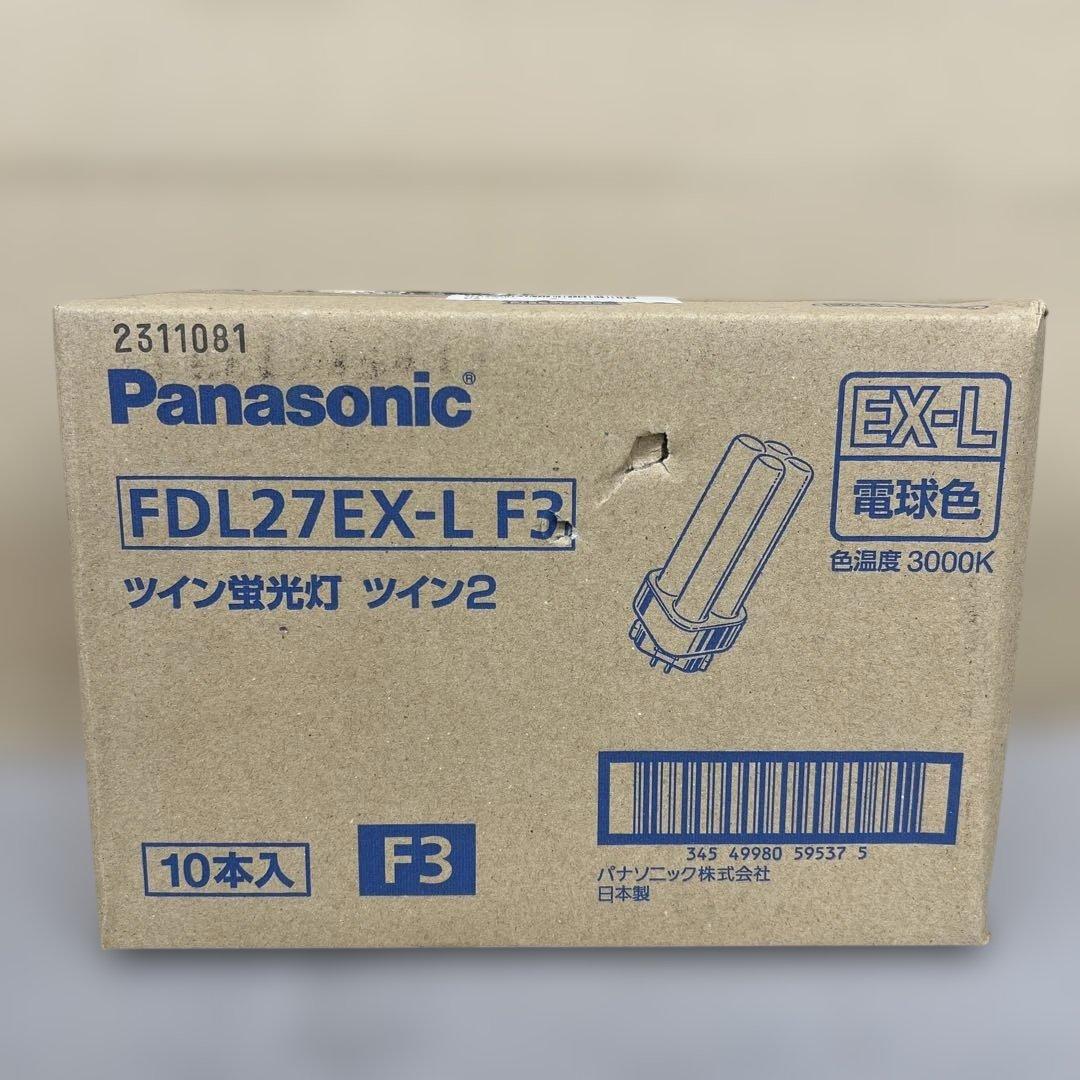 2311081
Panasonic®
FDL27EX-L F3
ツイン蛍光灯 ツイン2
EX-L
電球色
色温度 3000K
10本入
F3
345 49980 59537 5
パナソニック株式会社
日本製